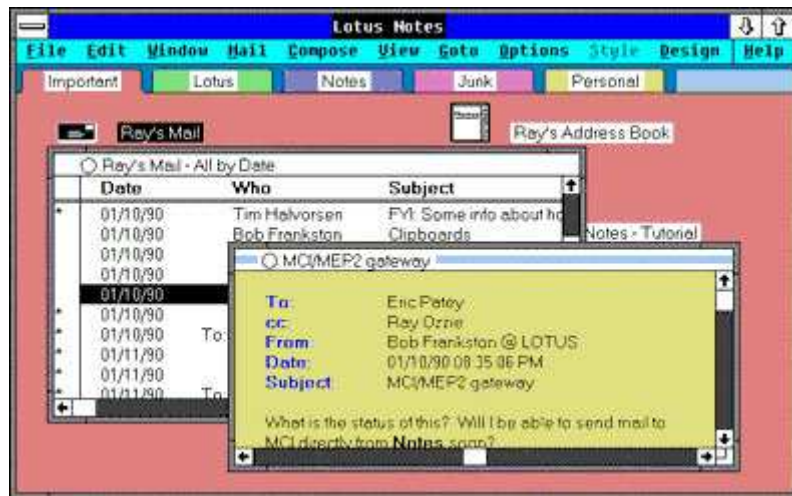 Lotus Notes
File Edit Window Mail Compose View Goto Options Style Design Help
Important Lotus Notes Junk Personal
Ray's Mail Ray's Address Book
Ray's Mail - All by Date
Date Who Subject
* 01/10/90 Tim Halvorsen FYI: Some info about ho
01/10/90 Bob Frankston Clipboards
Notes - Tutorial
01/10/90
01/10/90
01/10/90
* 01/10/90
* 01/10/90 To:
* 01/11/90
* 01/11/90
* 01/11/90 To
MCI/MEP2 gateway
To: Eric Patey
cc: Ray Ozzie
From: Bob Frankston @ LOTUS
Date: 01/10/90 08:35:06 PM
Subject: MCI/MEP2 gateway
What is the status of this? Will I be able to send mail to
MCI directly from Notes soon?